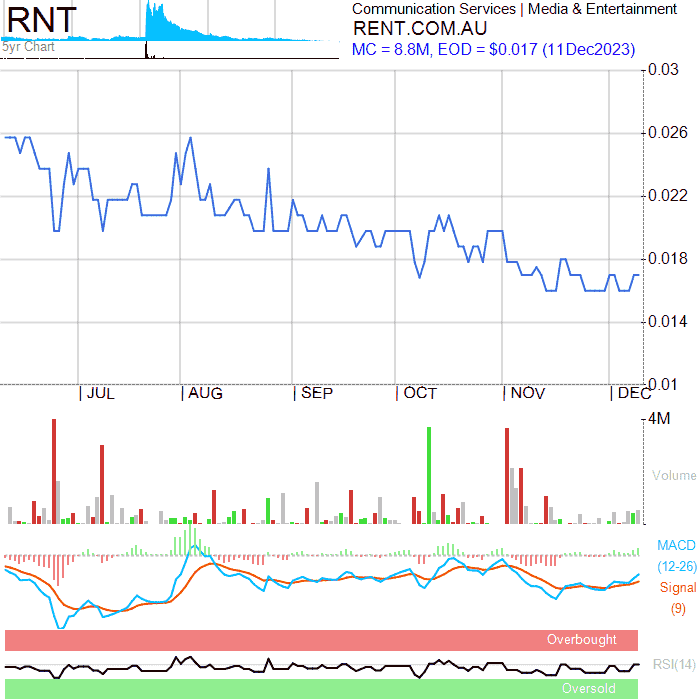 RNT
Communication Services | Media & Entertainment
RENT.COM.AU
5yr Chart
MC = 8.8M, EOD = $0.017 (11Dec2023)
0.03
0.026
0.022
0.018
0.014
0.01
| JUL | AUG | SEP | OCT | NOV | DEC
4M
Volume
MACD
(12-26)
Signal
(9)
Overbought
RSI(14)
Oversold